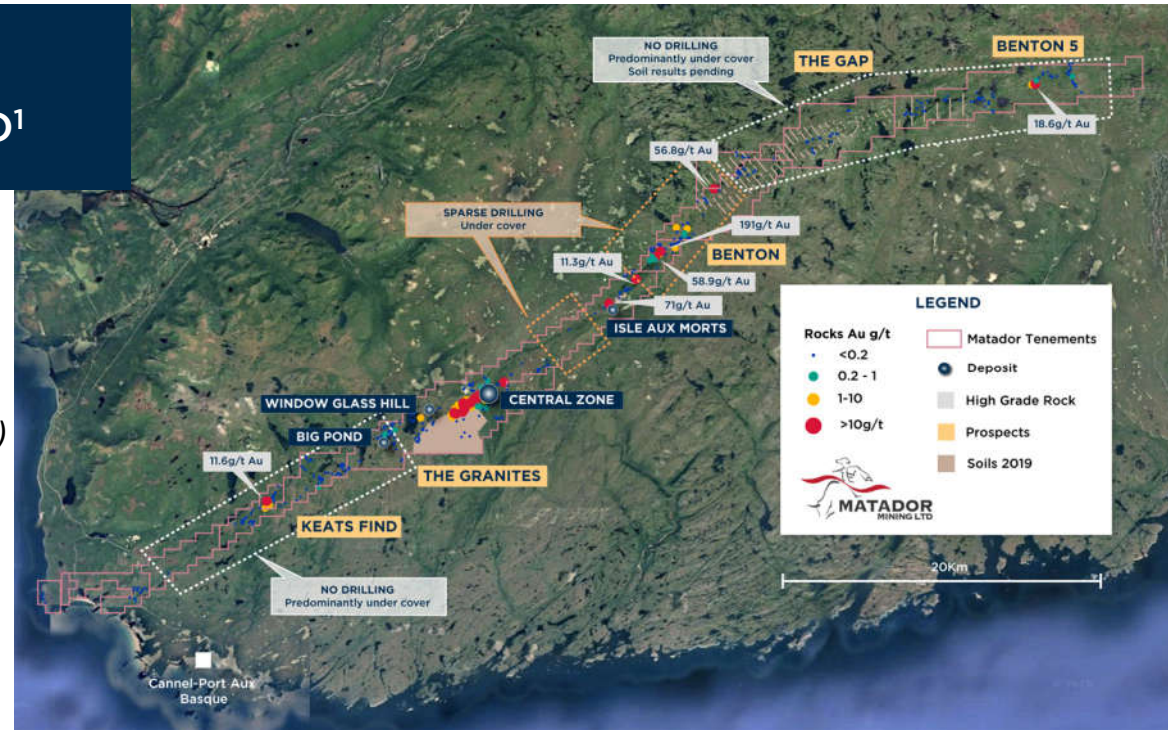 O¹
)
NO DRILLING
Predominantly under cover
Soil results pending
THE GAP
BENTON 5
18.6g/t Au
56.8g/t Au
SPARSE DRILLING
Under cover
191g/t Au
BENTON
11.3g/t Au
58.9g/t Au
71g/t Au
ISLE AUX MORTS
WINDOW GLASS HILL
CENTRAL ZONE
BIG POND
11.6g/t Au
THE GRANITES
KEATS FIND
NO DRILLING
Predominantly under cover
Cannel-Port Aux
Basque
LEGEND
Rocks Au g/t
<0.2
0.2 - 1
1-10
>10g/t
Matador Tenements
Deposit
High Grade Rock
Prospects
Soils 2019
MATADOR
MINING LTD
20Km